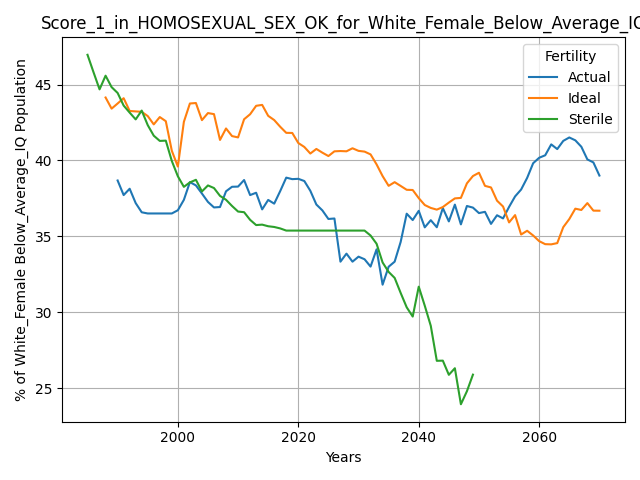 Score_1_in_HOMOSEXUAL_SEX_OK_for_White_Female_Below_Average_IQ
Fertility
Actual
Ideal
Sterile
% of White_Female Below_Average_IQ Population
45
40
35
30
25
2000
2020
2040
2060
Years